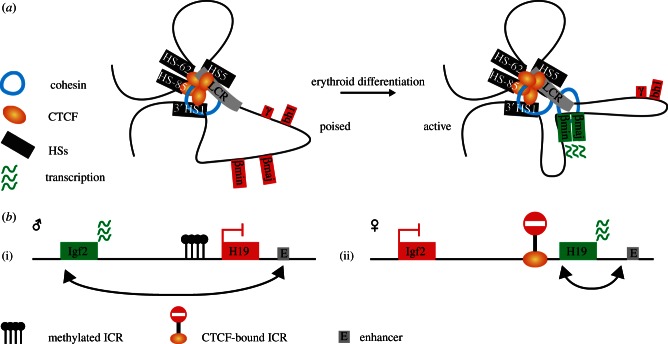 (a)
cohesin
CTCF
HSs
transcription
HS-62
HS5
HS-85
LCR
3'HS1
γ
βmin
βmaj
poised
erythroid differentiation
HS-62
HS5
HS-85
LCR
3'HS1
γ
βmin
βmaj
active
(b)
♂
(i)
Igf2
H19
E
♀
(ii)
Igf2
H19
E
methylated ICR
CTCF-bound ICR
E
enhancer